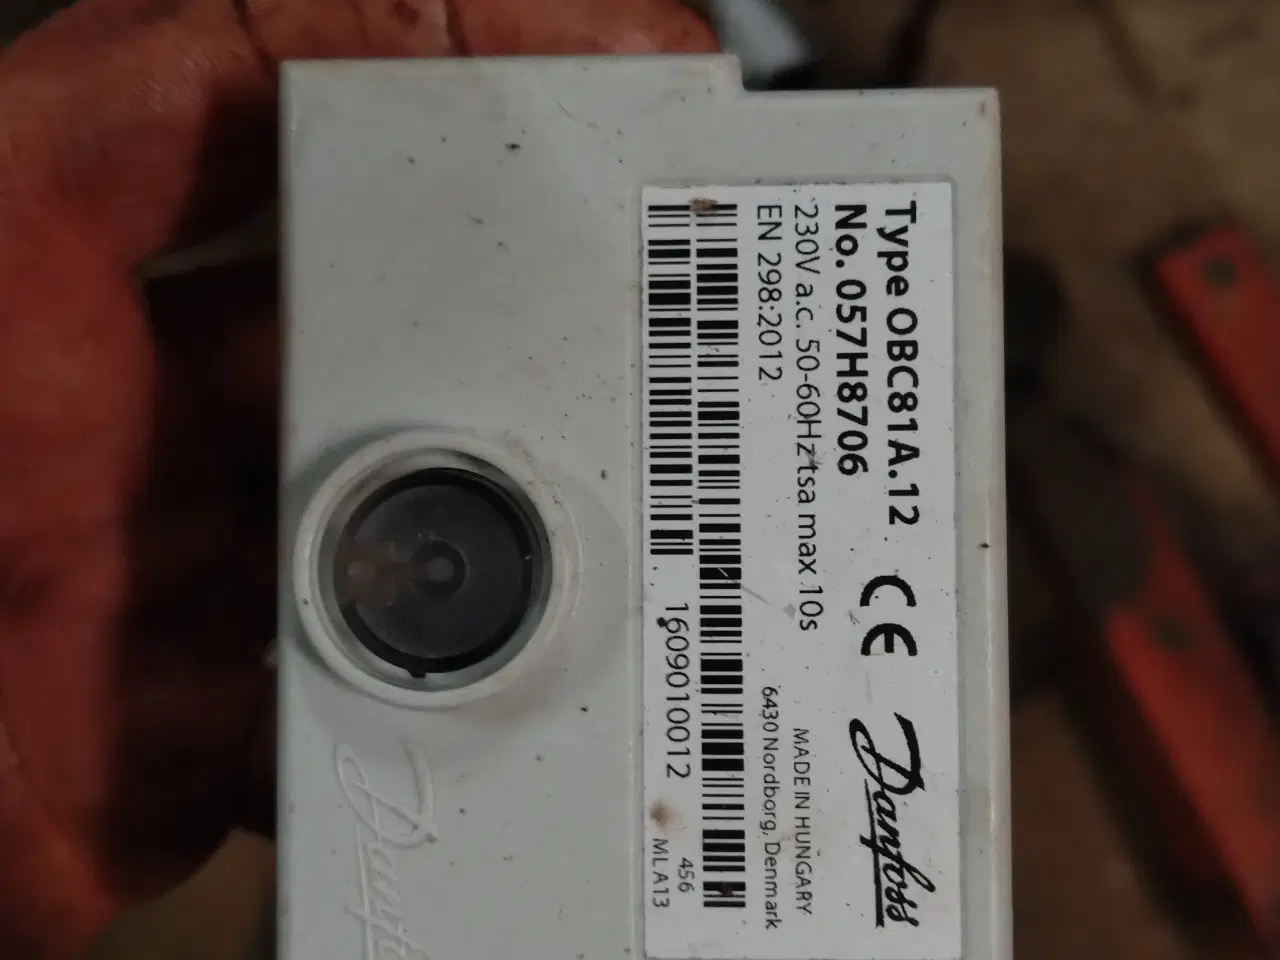 Type OBC81A.12
No. 057H8706
CE
Danfoss
230V a.c. 50-60Hz tsa max 10s
MADE IN HUNGARY
EN 298:2012
6430 Nordborg, Denmark
1609010012
456
MLA13